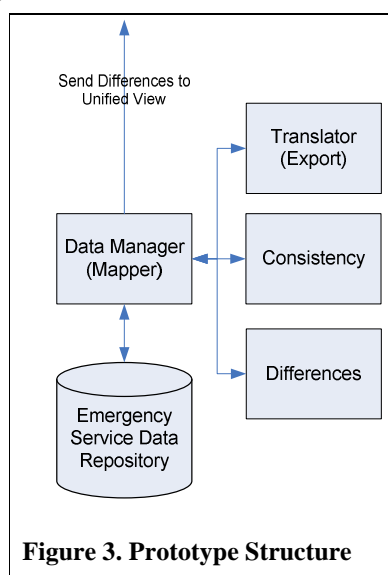 Send Differences to
Unified View
Translator
(Export)
Data Manager
(Mapper)
Consistency
Differences
Emergency
Service Data
Repository
Figure 3. Prototype Structure